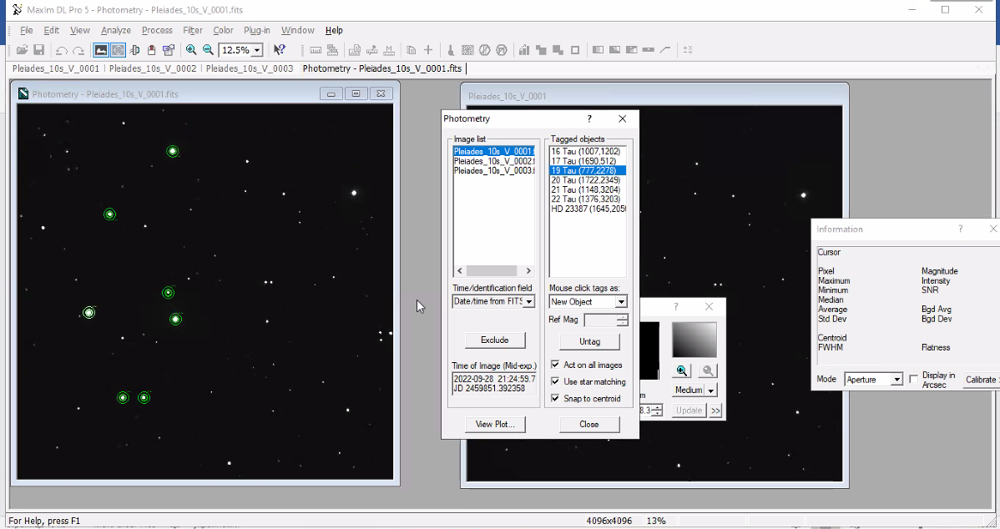 MaxIm DL Pro 5 - Photometry - Pleiades_10s_V_0001.fits
File Edit View Analyze Process Filter Color Plug-in Window Help
12.5%
Pleiades_10s_V_0001 | Pleiades_10s_V_0002 | Pleiades_10s_V_0003 Photometry - Pleiades_10s_V_0001.fits
Photometry - Pleiades_10s_V_0001.fits
Pleiades_10s_V_0001
Photometry ?
Image list
Pleiades_10s_V_0001.f
Pleiades_10s_V_0002.f
Pleiades_10s_V_0003.f
Time/identification field
Date/time from FITS
Exclude
Time of Image (Mid-exp.)
2022-09-28 21:24:59.7
JD 2459851.392358
View Plot...
Tagged objects
16 Tau (1007,1202)
17 Tau (1690,512)
19 Tau (777,2278)
20 Tau (1722,2349)
21 Tau (1148,3204)
22 Tau (1376,3203)
HD 23387 (1645,205
Mouse click tags as:
New Object
Ref Mag
Untag
Act on all images
Use star matching
Snap to centroid
Close
?
Medium
8.3
Update >>
Information ?
Cursor
Pixel Magnitude
Maximum Intensity
Minimum SNR
Median
Average Bgd Avg
Std Dev Bgd Dev
Centroid
FWHM Flatness
Mode Aperture Display in Arcsec Calibrate
For Help, press F1
4096x4096 13%